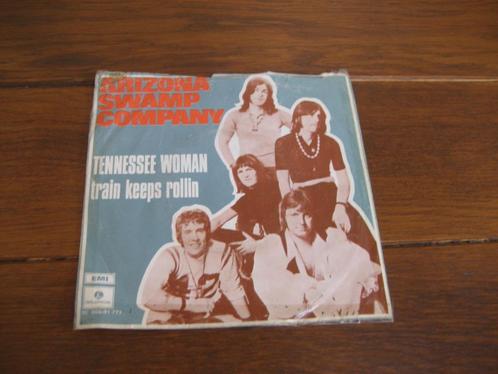 ARIZONA
SWAMP
COMPANY
TENNESSEE WOMAN
train keeps rollin
EMI